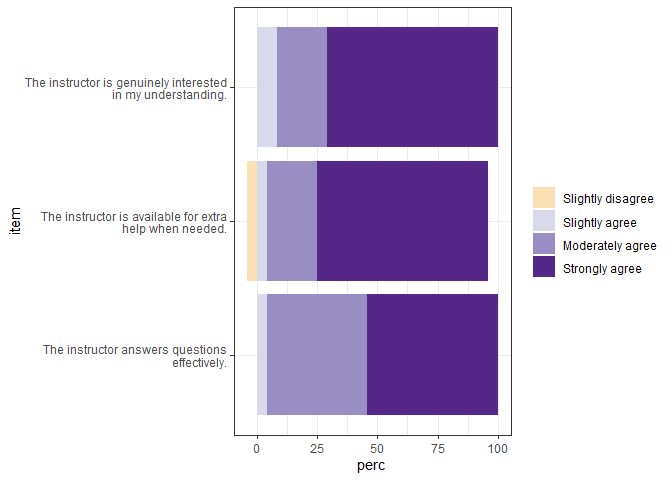 The instructor is genuinely interested
in my understanding.
The instructor is available for extra
help when needed.
The instructor answers questions
effectively.
item
0 25 50 75 100
perc
Slightly disagree
Slightly agree
Moderately agree
Strongly agree